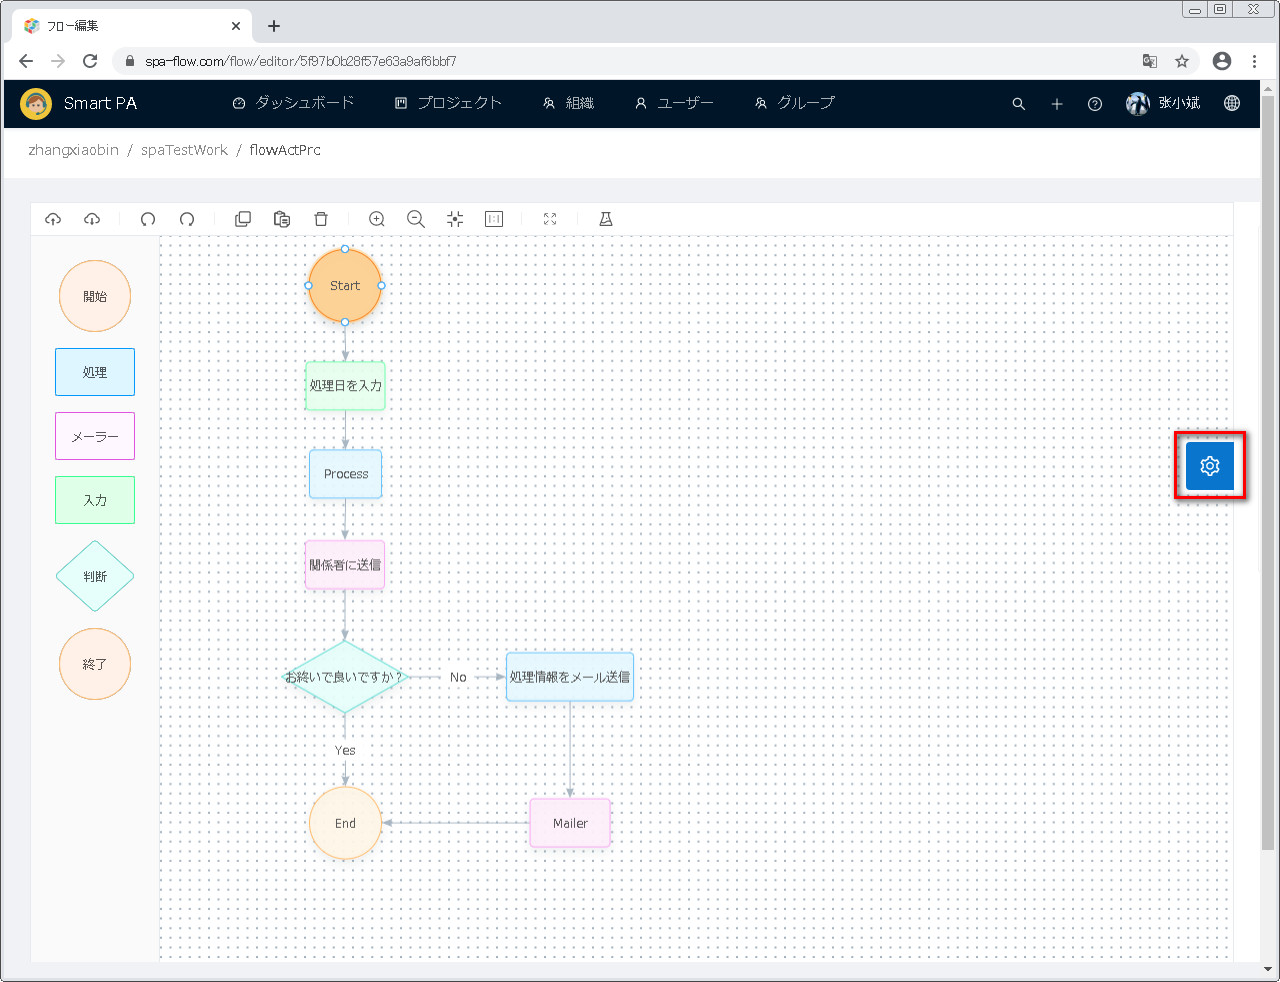 フロー編集
spa-flow.com/flow/editor/5f97b0b28f57e63a9af6bbf7
Smart PA
ダッシュボード
プロジェクト
組織
ユーザー
グループ
张小斌
zhangxiaobin / spaTestWork / flowActPrc
開始
処理
メーラー
入力
判断
終了
Start
処理日を入力
Process
関係者に送信
お終いで良いですか？
No
処理情報をメール送信
Yes
End
Mailer